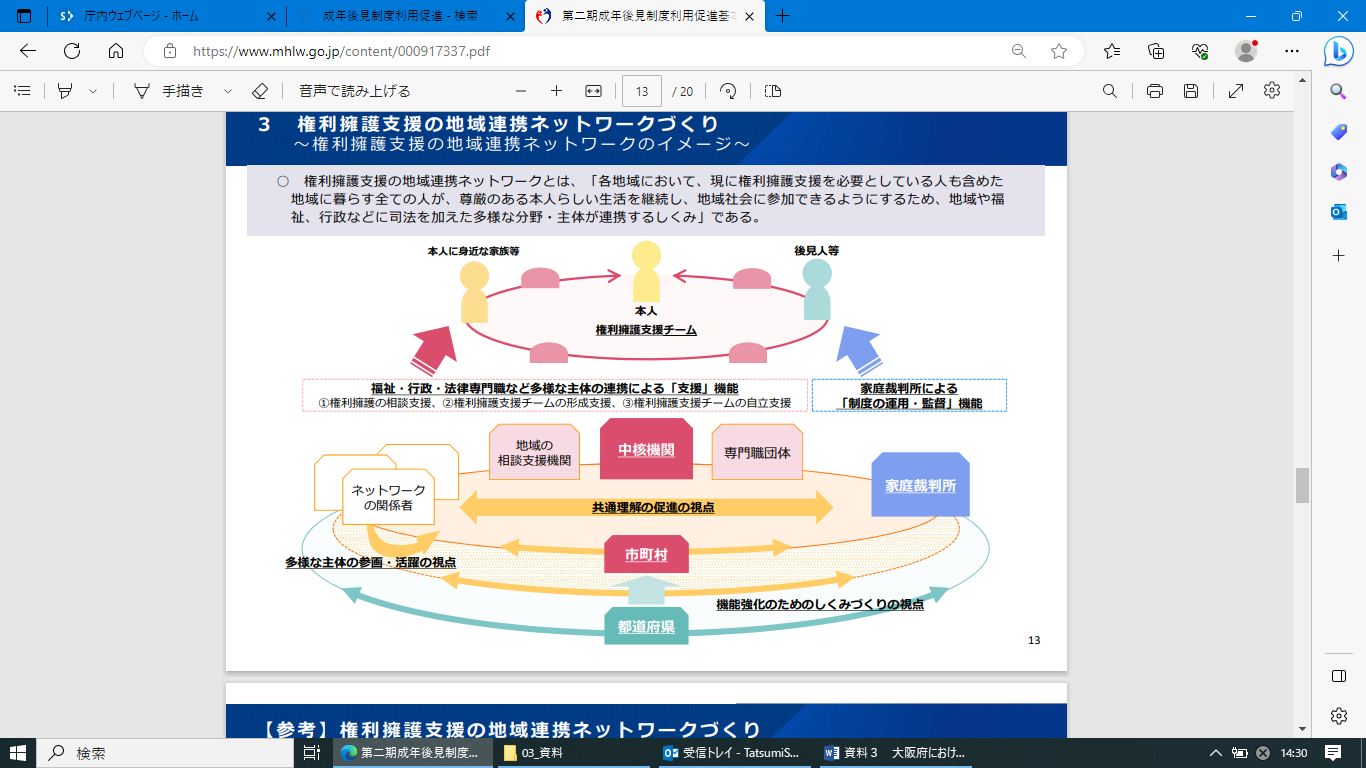 庁内ウェブページ - ホーム
成年後見制度利用促進 - 検索
第二期成年後見制度利用促進基本
https://www.mhlw.go.jp/content/000917337.pdf
手描き
音声で読み上げる
13 / 20
3 権利擁護支援の地域連携ネットワークづくり
～権利擁護支援の地域連携ネットワークのイメージ～
○ 権利擁護支援の地域連携ネットワークとは、「各地域において、現に権利擁護支援を必要としている人も含めた
地域に暮らす全ての人が、尊厳のある本人らしい生活を継続し、地域社会に参加できるようにするため、地域や福
祉、行政などに司法を加えた多様な分野・主体が連携するしくみ」である。
本人に身近な家族等
後見人等
本人
権利擁護支援チーム
福祉・行政・法律専門職など多様な主体の連携による「支援」機能
①権利擁護の相談支援、②権利擁護支援チームの形成支援、③権利擁護支援チームの自立支援
家庭裁判所による
「制度の運用・監督」機能
地域の
相談支援機関
中核機関
専門職団体
家庭裁判所
ネットワーク
の関係者
共通理解の促進の視点
市町村
多様な主体の参画・活躍の視点
機能強化のためのしくみづくりの視点
都道府県
13
【参考】権利擁護支援の地域連携ネットワークづくり
検索
第二期成年後見制度...
03_資料
受信トレイ - TatsumiS...
資料３ 大阪府におけ...
14:30